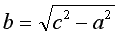 b = √(c² − a²)